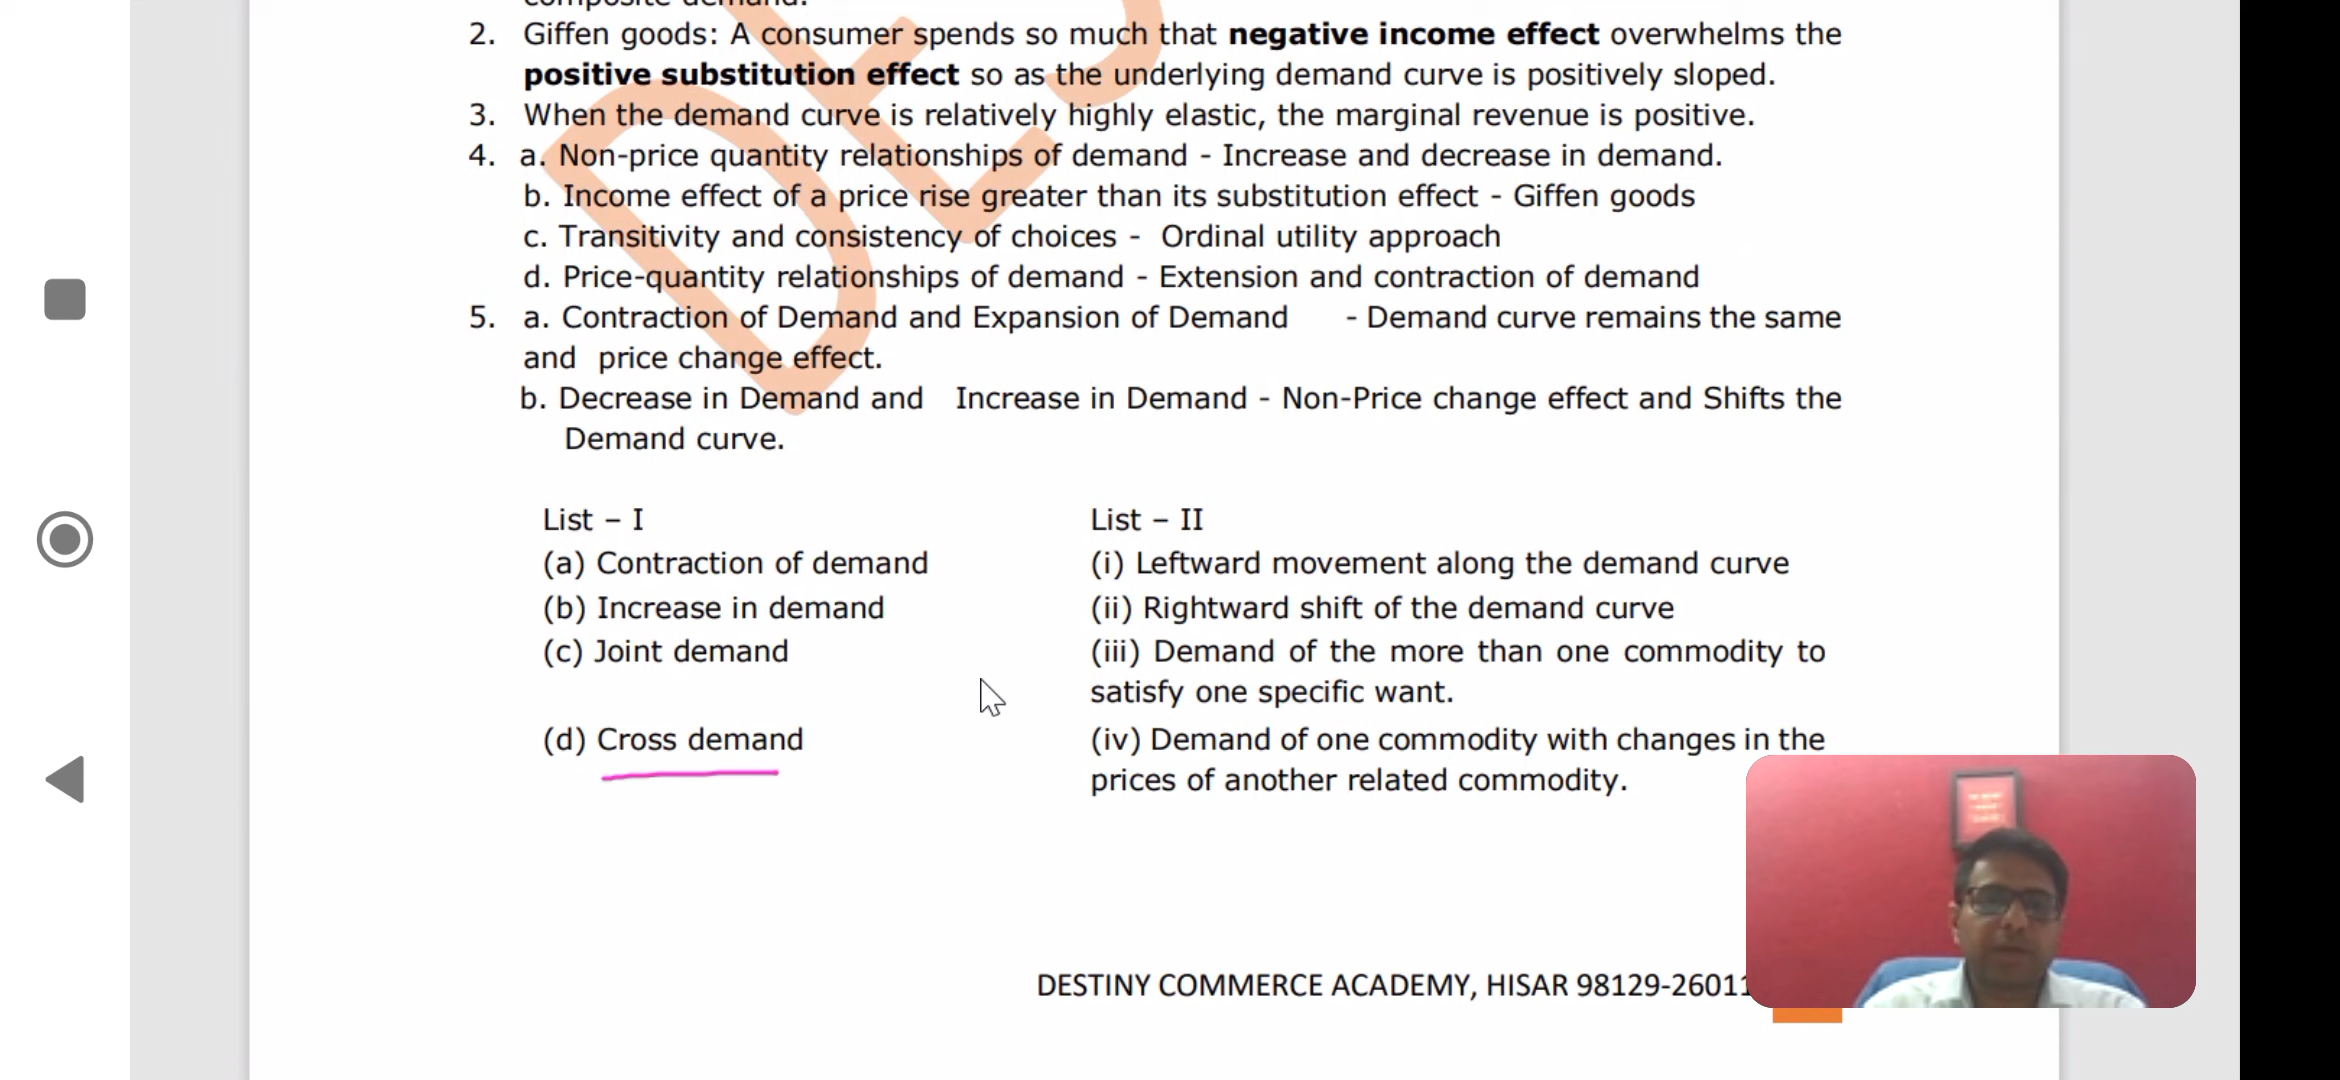 2. Giffen goods: A consumer spends so much that negative income effect overwhelms the
positive substitution effect so as the underlying demand curve is positively sloped.
3. When the demand curve is relatively highly elastic, the marginal revenue is positive.
4. a. Non-price quantity relationships of demand - Increase and decrease in demand.
b. Income effect of a price rise greater than its substitution effect - Giffen goods
c. Transitivity and consistency of choices - Ordinal utility approach
d. Price-quantity relationships of demand - Extension and contraction of demand
5. a. Contraction of Demand and Expansion of Demand - Demand curve remains the same
and price change effect.
b. Decrease in Demand and Increase in Demand - Non-Price change effect and Shifts the
Demand curve.
List – I List – II
(a) Contraction of demand (i) Leftward movement along the demand curve
(b) Increase in demand (ii) Rightward shift of the demand curve
(c) Joint demand (iii) Demand of the more than one commodity to
satisfy one specific want.
(d) Cross demand (iv) Demand of one commodity with changes in the
prices of another related commodity.
DESTINY COMMERCE ACADEMY, HISAR 98129-26011